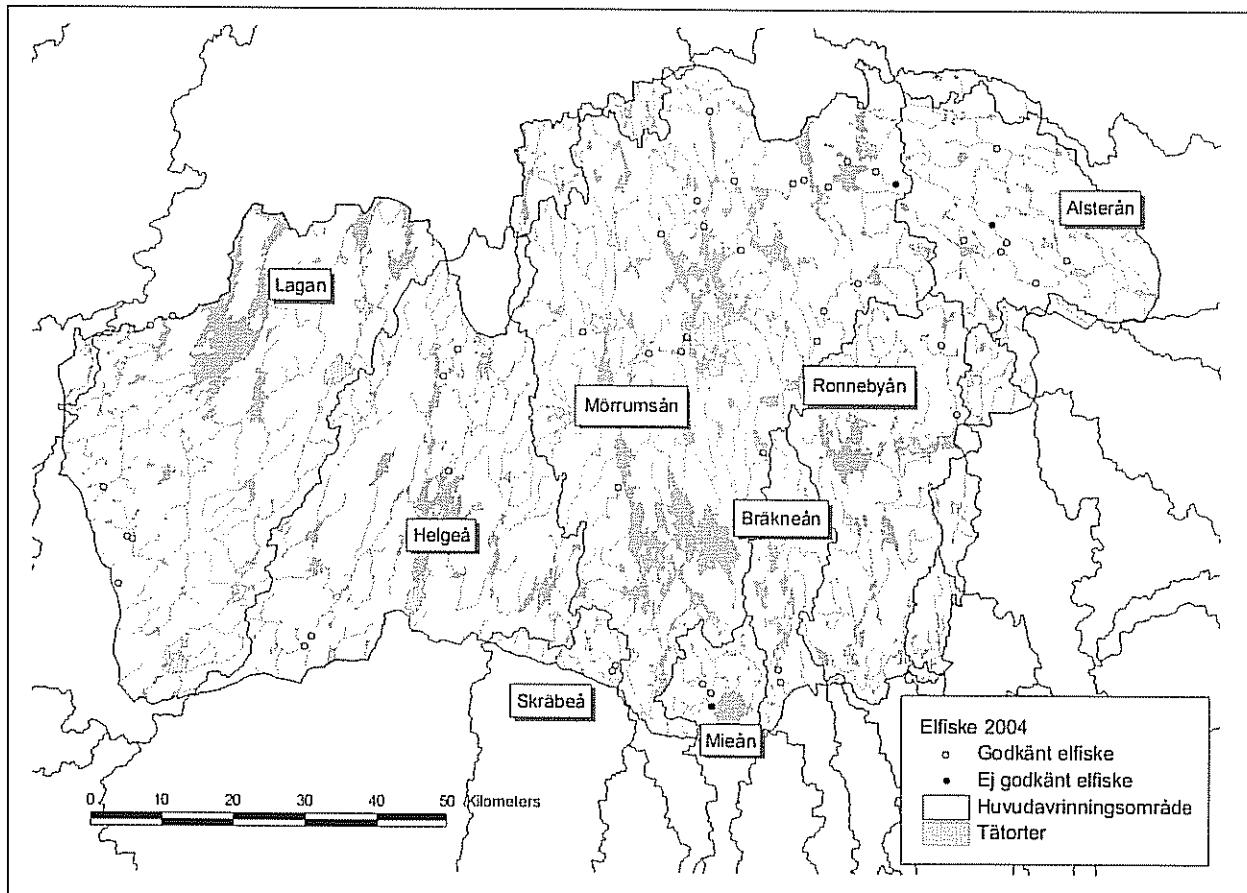 Alsterån
Lagan
Mörrumsån
Ronnebyån
Helgeå
Bräkneån
Skräbeå
Mieån
Elfiske 2004
Godkänt elfiske
Ej godkänt elfiske
Huvudavrinningsområde
Tätorter
0 10 20 30 40 50 Kilometers